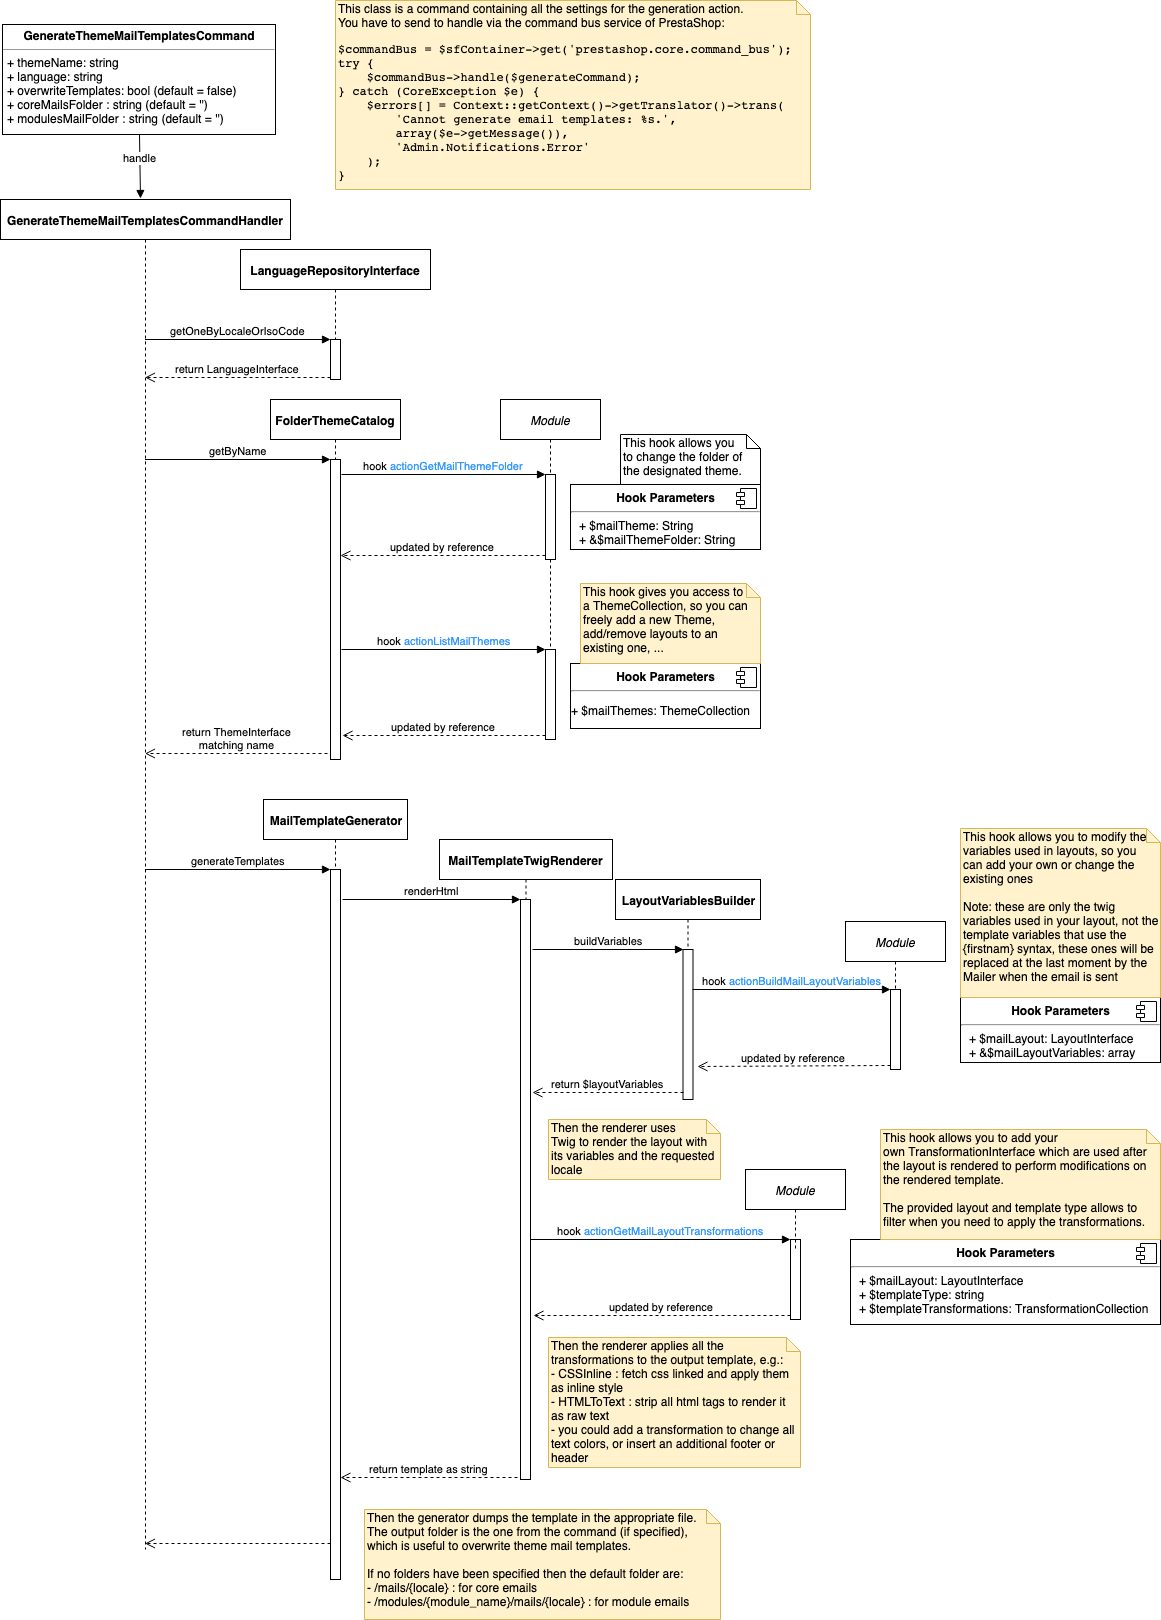 This class is a command containing all the settings for the generation action.
You have to send to handle via the command bus service of PrestaShop:
$commandBus = $sfContainer->get('prestashop.core.command_bus');
try {
$commandBus->handle($generateCommand);
} catch (CoreException $e) {
$errors[] = Context::getContext()->getTranslator()->trans(
'Cannot generate email templates: %s.',
array($e->getMessage()),
'Admin.Notifications.Error'
);
}
GenerateThemeMailTemplatesCommand
+ themeName: string
+ language: string
+ overwriteTemplates: bool (default = false)
+ coreMailsFolder : string (default = '')
+ modulesMailFolder : string (default = '')
handle
GenerateThemeMailTemplatesCommandHandler
LanguageRepositoryInterface
getOneByLocaleOrIsoCode
return LanguageInterface
FolderThemeCatalog
Module
getByName
hook actionGetMailThemeFolder
This hook allows you
to change the folder of
the designated theme.
Hook Parameters
+ $mailTheme: String
+ &$mailThemeFolder: String
updated by reference
This hook gives you access to
a ThemeCollection, so you can
freely add a new Theme,
add/remove layouts to an
existing one, ...
hook actionListMailThemes
Hook Parameters
+ $mailThemes: ThemeCollection
updated by reference
return ThemeInterface
matching name
MailTemplateGenerator
generateTemplates
MailTemplateTwigRenderer
renderHtml
LayoutVariablesBuilder
buildVariables
Module
hook actionBuildMailLayoutVariables
This hook allows you to modify the
variables used in layouts, so you
can add your own or change the
existing ones
Note: these are only the twig
variables used in your layout, not the
template variables that use the
{firstnam} syntax, these ones will be
replaced at the last moment by the
Mailer when the email is sent
Hook Parameters
+ $mailLayout: LayoutInterface
+ &$mailLayoutVariables: array
updated by reference
return $layoutVariables
Then the renderer uses
Twig to render the layout with
its variables and the requested
locale
This hook allows you to add your
own TransformationInterface which are used after
the layout is rendered to perform modifications on
the rendered template.
The provided layout and template type allows to
filter when you need to apply the transformations.
Module
hook actionGetMailLayoutTransformations
Hook Parameters
+ $mailLayout: LayoutInterface
+ $templateType: string
+ $templateTransformations: TransformationCollection
updated by reference
Then the renderer applies all the
transformations to the output template, e.g.:
- CSSInline : fetch css linked and apply them
as inline style
- HTMLToText : strip all html tags to render it
as raw text
- you could add a transformation to change all
text colors, or insert an additional footer or
header
return template as string
Then the generator dumps the template in the appropriate file.
The output folder is the one from the command (if specified),
which is useful to overwrite theme mail templates.
If no folders have been specified then the default folder are:
- /mails/{locale} : for core emails
- /modules/{module_name}/mails/{locale} : for module emails